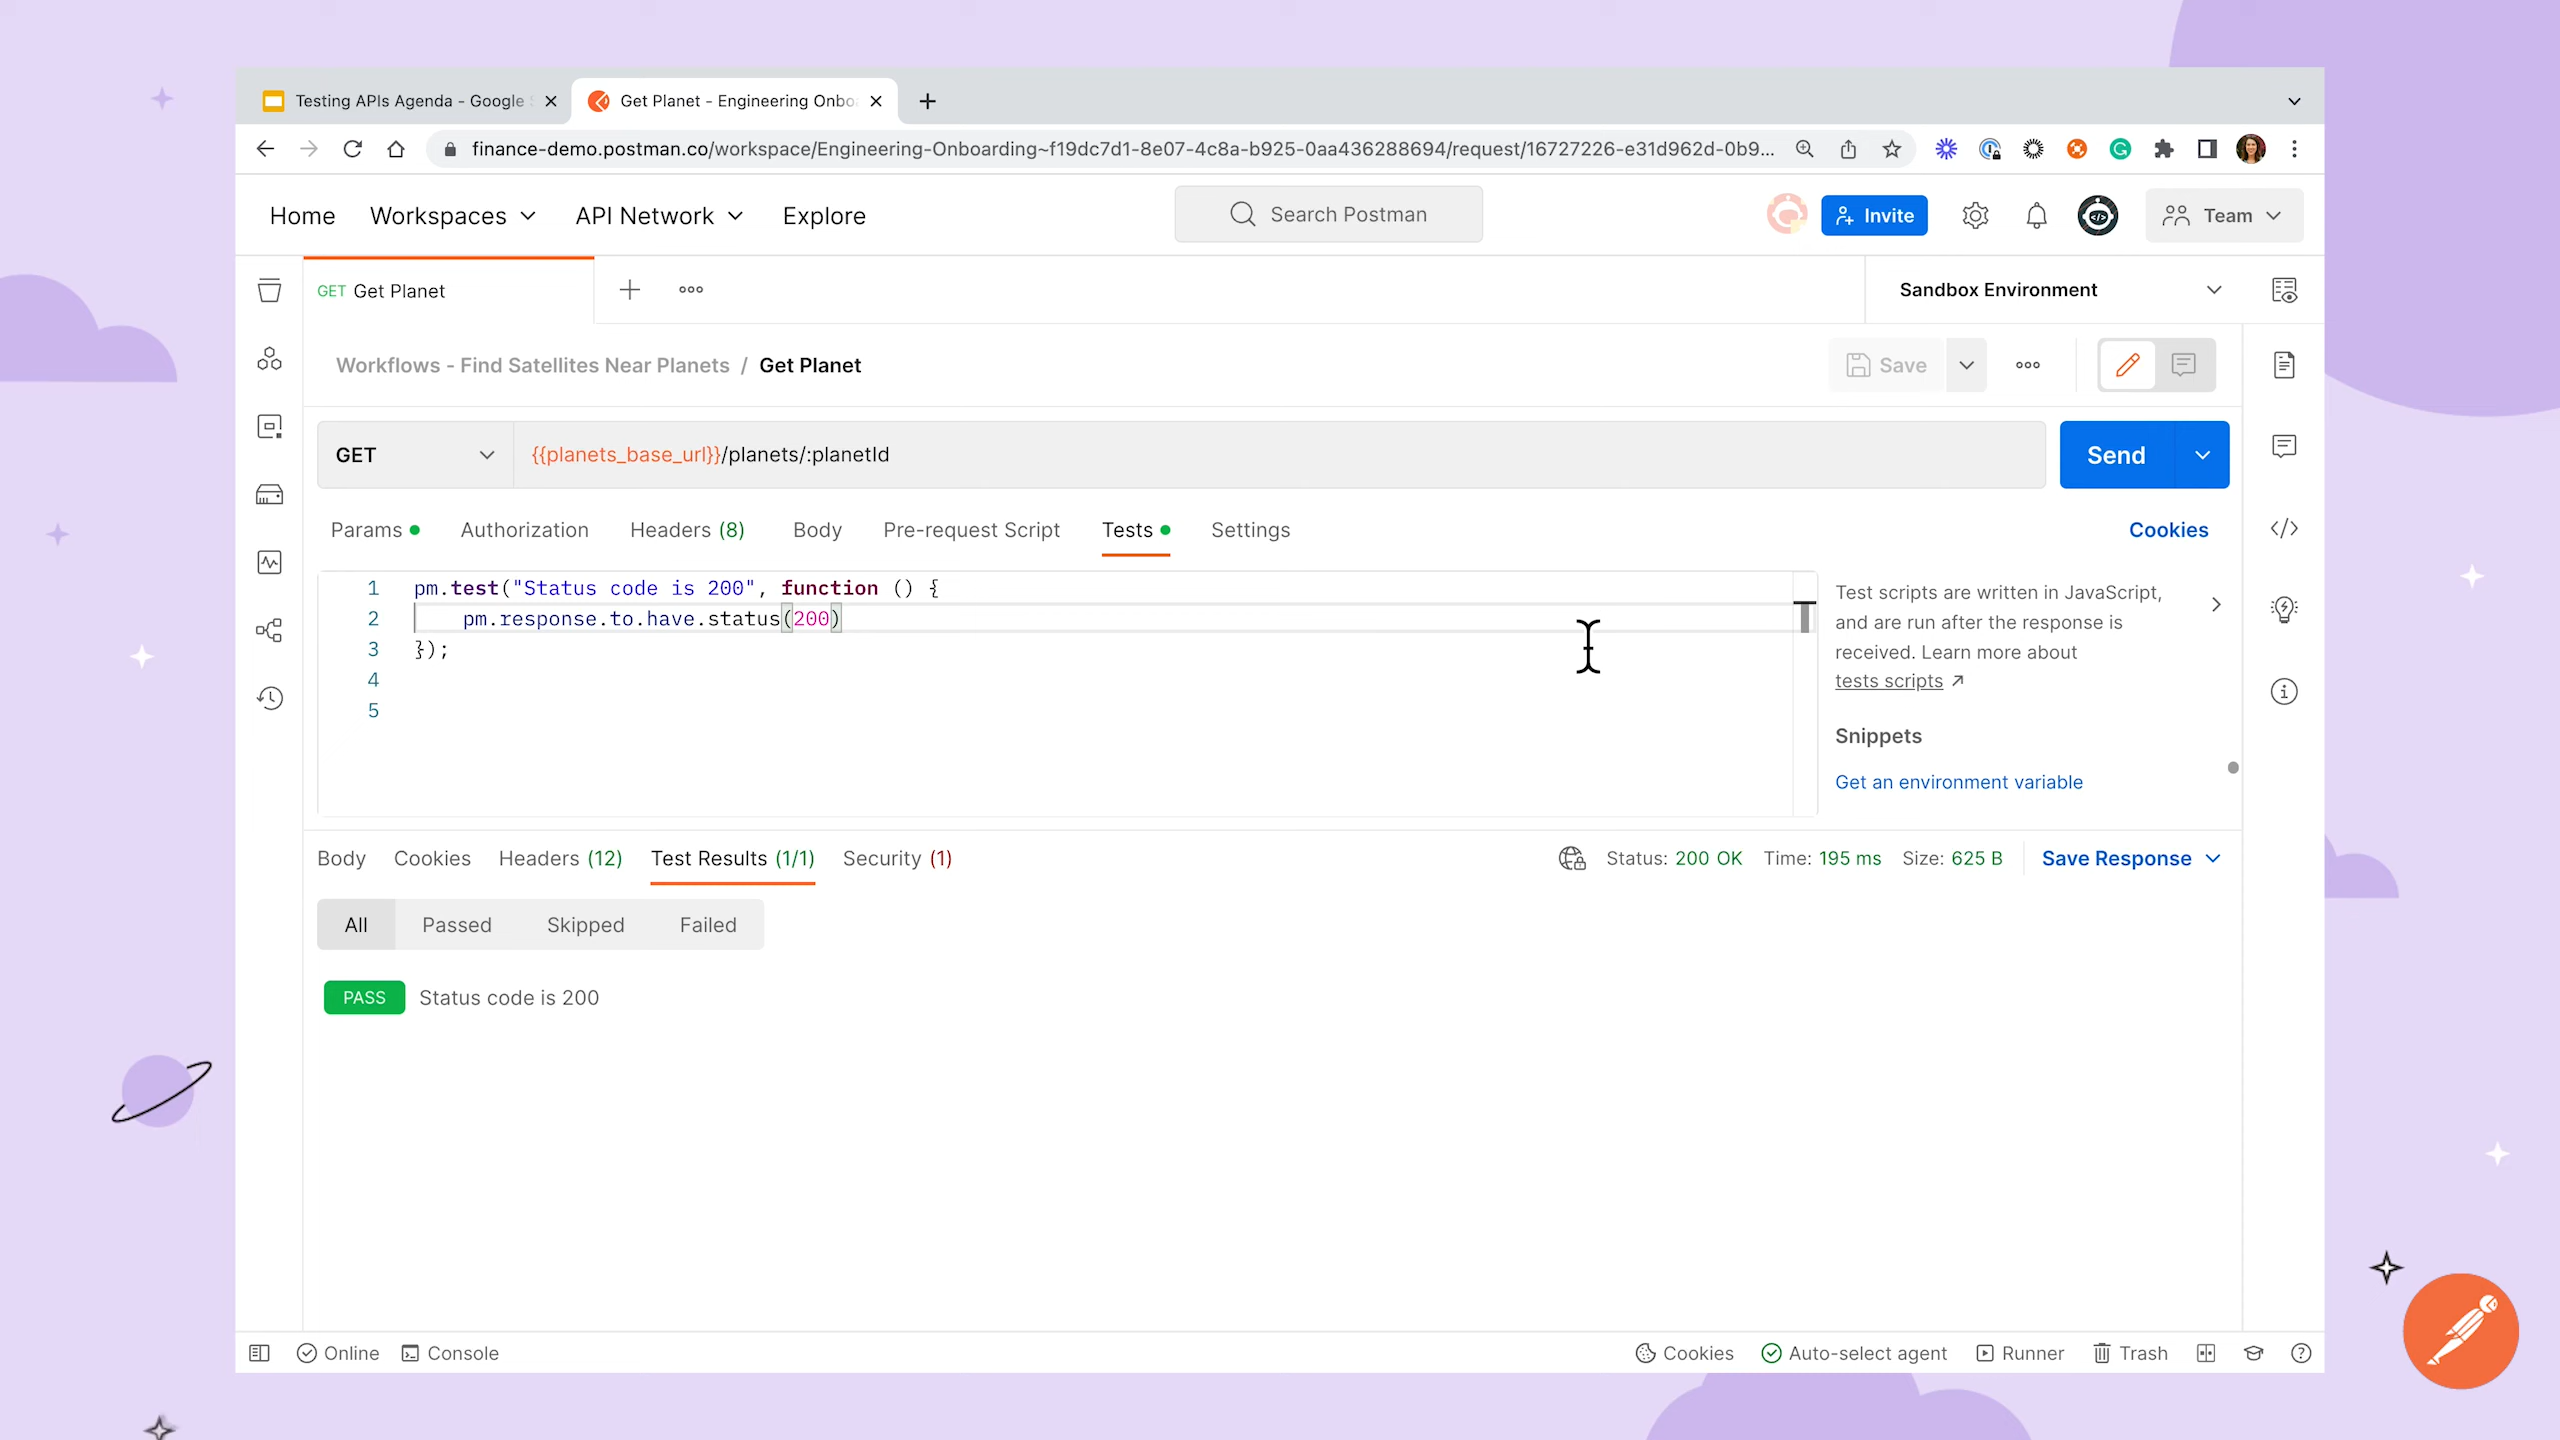 Testing APIs Agenda - Google
Get Planet - Engineering Onbo
finance-demo.postman.co/workspace/Engineering-Onboarding~f19dc7d1-8e07-4c8a-b925-0aa436288694/request/16727226-e31d962d-0b9...
Home Workspaces API Network Explore Search Postman Invite Team
GET Get Planet
Sandbox Environment
Workflows - Find Satellites Near Planets / Get Planet
Save
GET {{planets_base_url}}/planets/:planetId Send
Params Authorization Headers (8) Body Pre-request Script Tests Settings Cookies
1 pm.test("Status code is 200", function () {
2 pm.response.to.have.status(200)
3 });
4
5
Test scripts are written in JavaScript,
and are run after the response is
received. Learn more about
tests scripts
Snippets
Get an environment variable
Body Cookies Headers (12) Test Results (1/1) Security (1) Status: 200 OK Time: 195 ms Size: 625 B Save Response
All Passed Skipped Failed
PASS Status code is 200
Online Console Cookies Auto-select agent Runner Trash